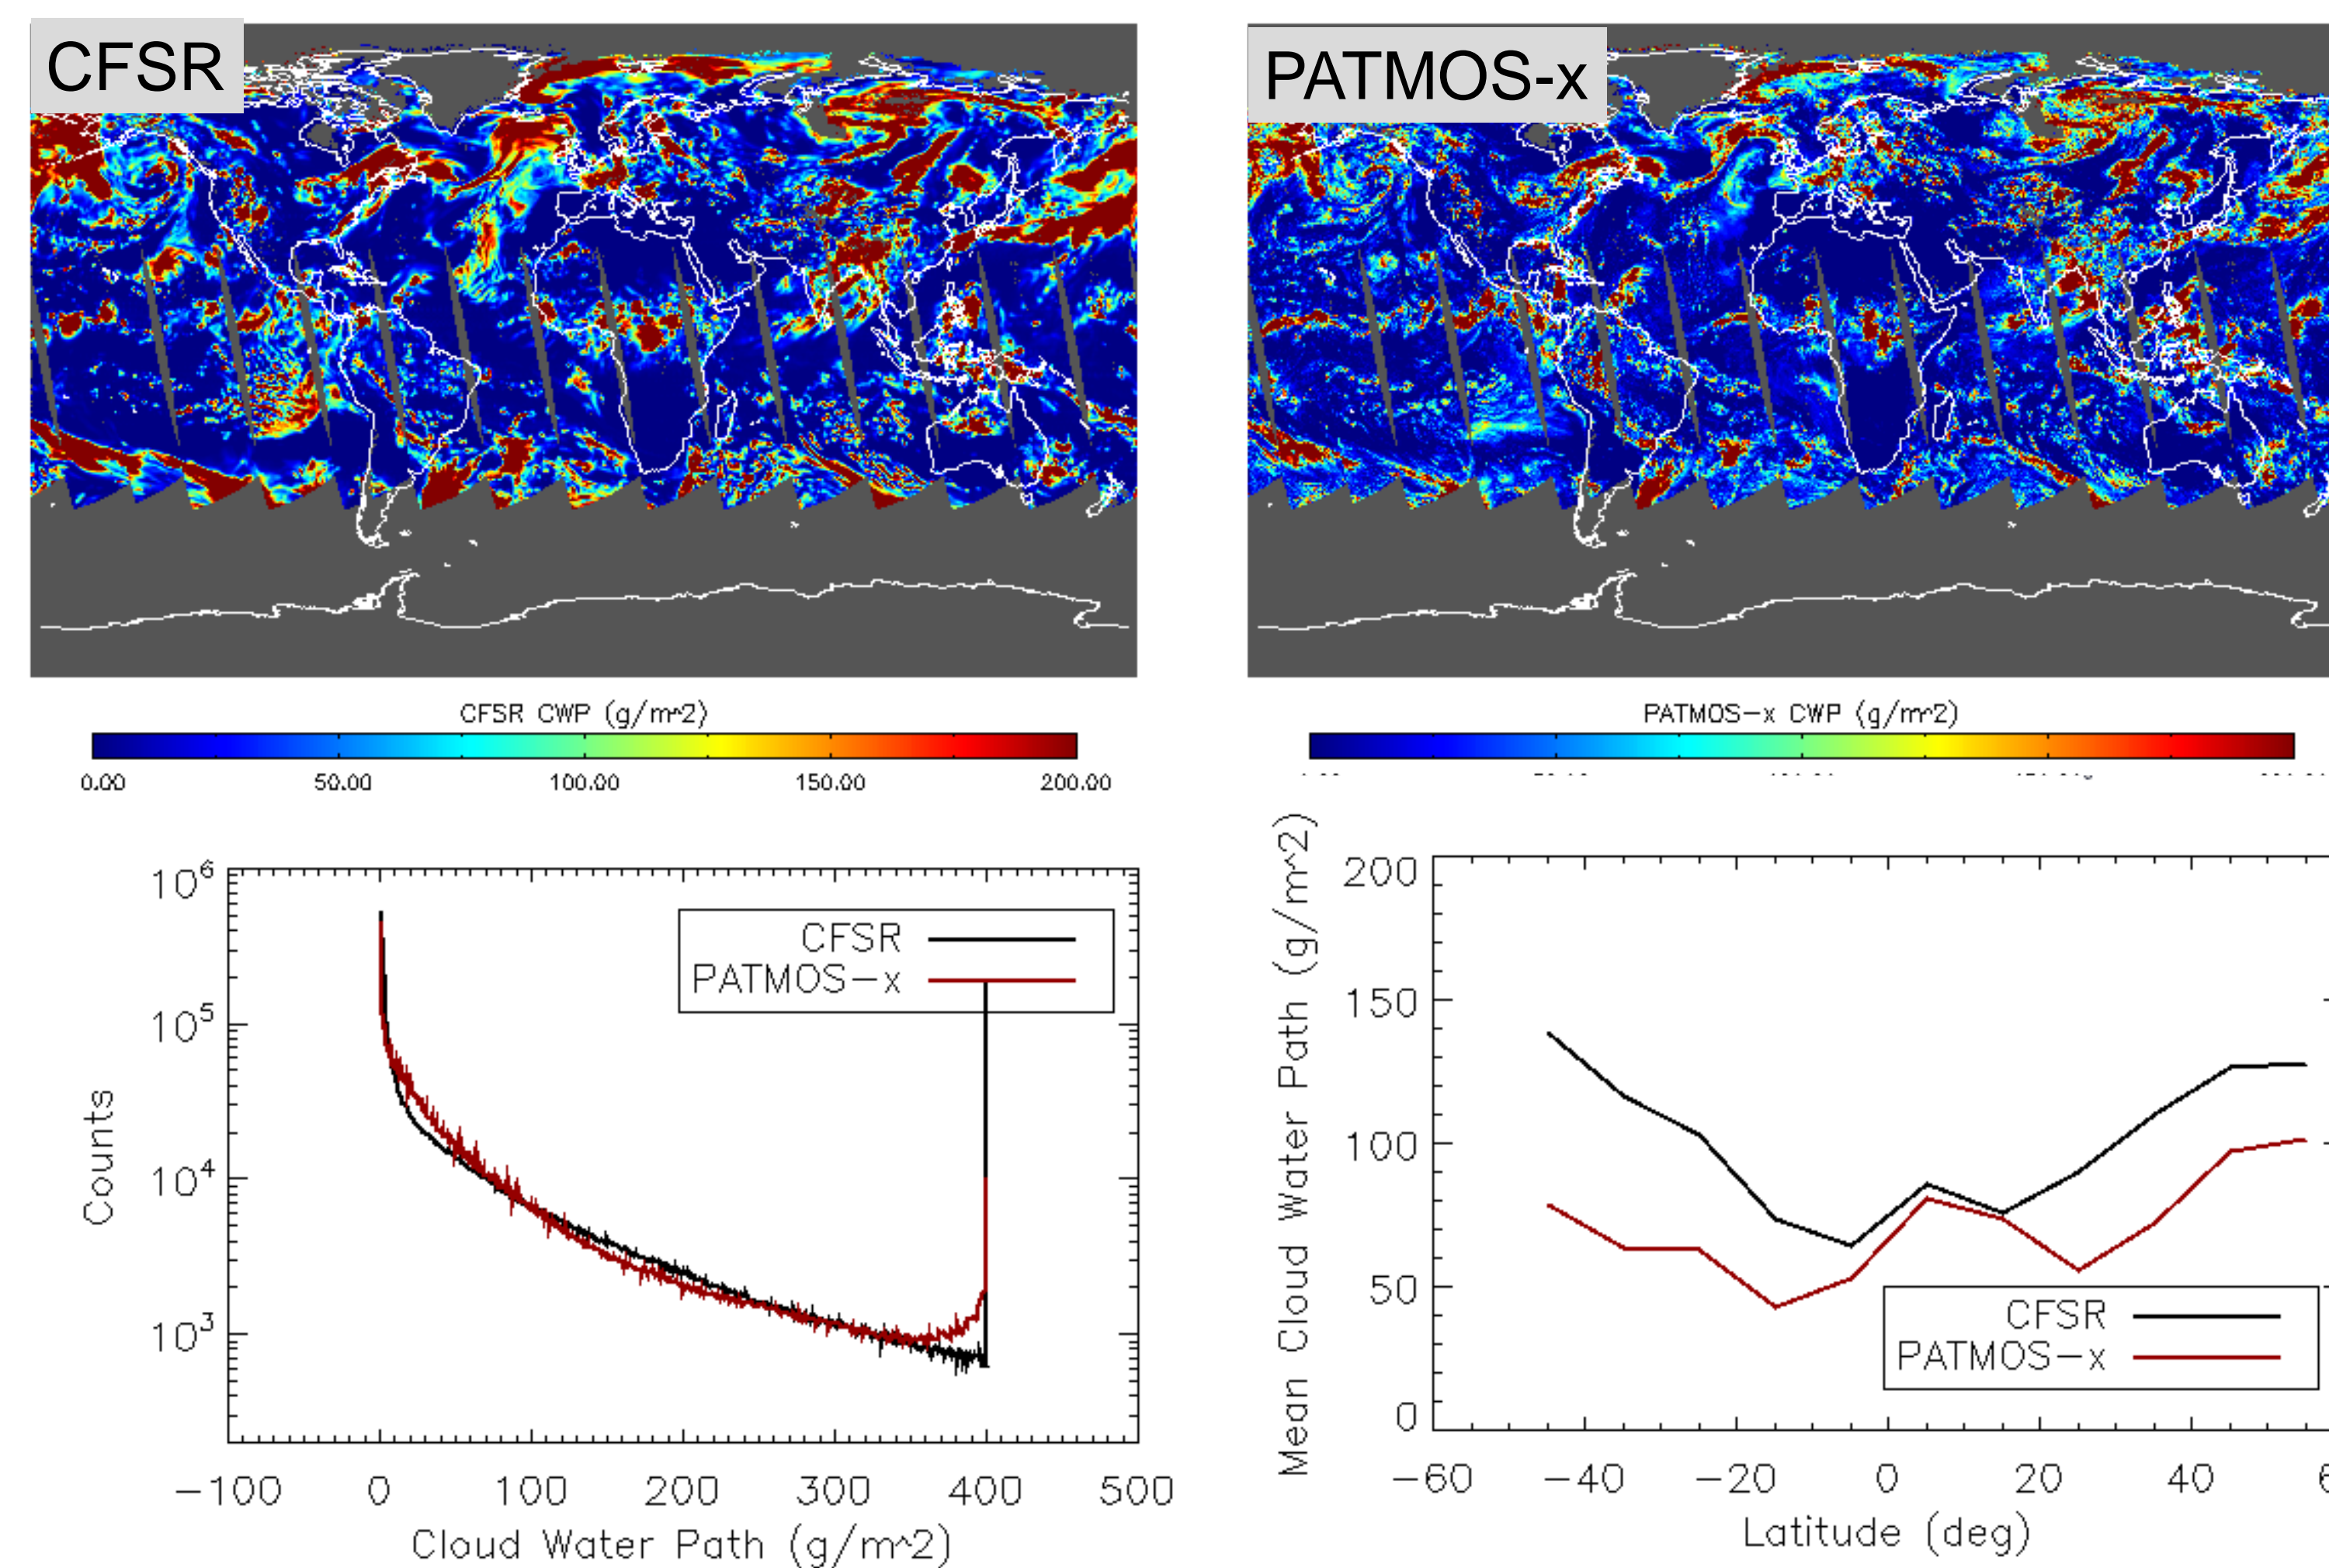 CFSR
PATMOS-x
CFSR CWP (g/m^2)
0.00 50.00 100.00 150.00 200.00
PATMOS-x CWP (g/m^2)
10^6
10^5
10^4
10^3
Counts
CFSR
PATMOS-x
-100 0 100 200 300 400 500
Cloud Water Path (g/m^2)
200
150
100
50
0
Mean Cloud Water Path (g/m^2)
CFSR
PATMOS-x
-60 -40 -20 0 20 40
Latitude (deg)